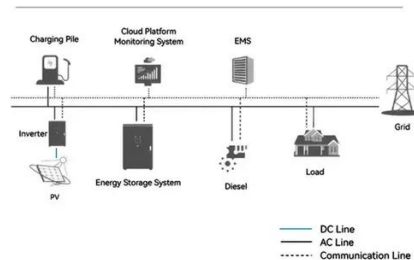 Charging Pile
Cloud Platform
Monitoring System
EMS
Grid
Inverter
PV
Energy Storage System
Diesel
Load
DC Line
AC Line
Communication Line